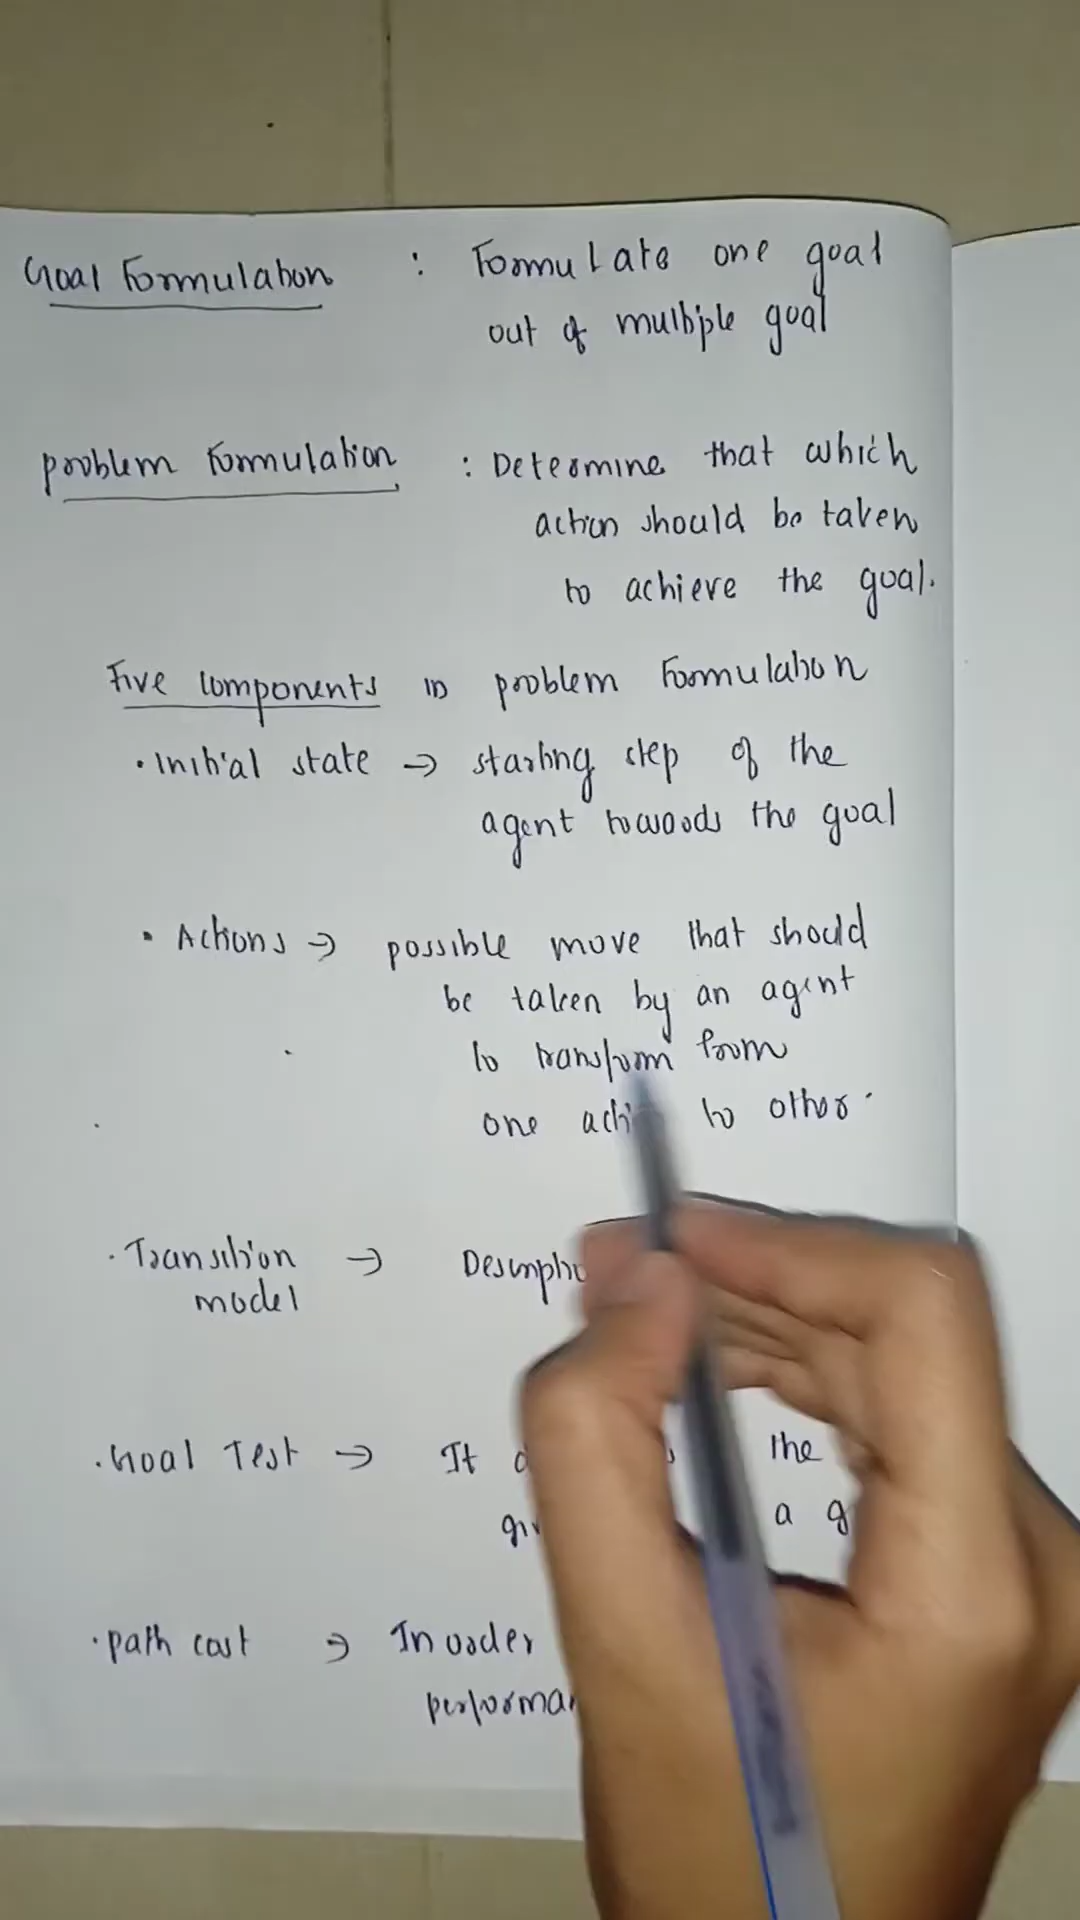 Goal Formulation : Formulate one goal
out of multiple goal
problem Formulation : Determine that which
action should be taken
to achieve the goal.
Five components in problem Formulation
· Initial state → starting step of the
agent towards the goal
· Actions → possible move that should
be taken by an agent
to transform from
one to other.
· Transition → 
model
· Goal Test → It the
a
· path cost → In order